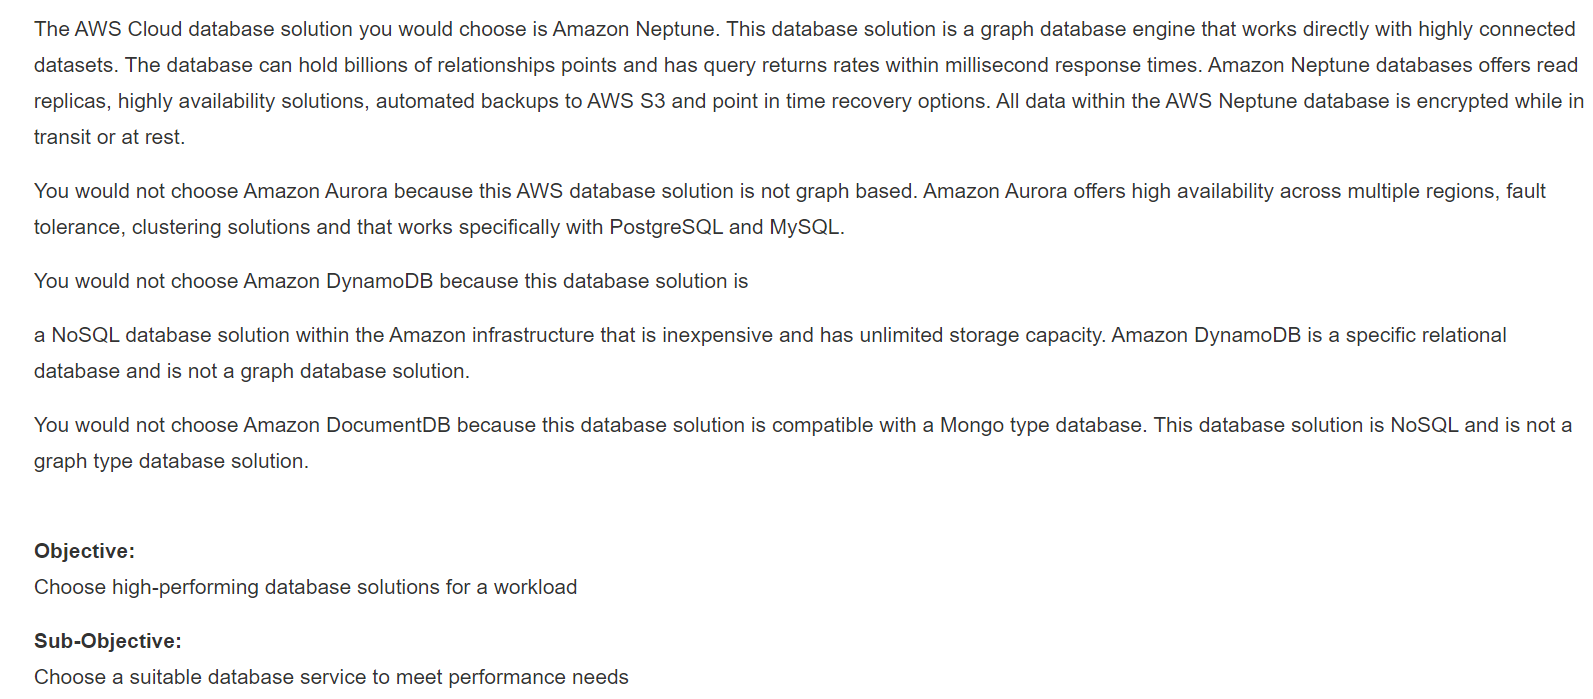 The AWS Cloud database solution you would choose is Amazon Neptune. This database solution is a graph database engine that works directly with highly connected
datasets. The database can hold billions of relationships points and has query returns rates within millisecond response times. Amazon Neptune databases offers read
replicas, highly availability solutions, automated backups to AWS S3 and point in time recovery options. All data within the AWS Neptune database is encrypted while in
transit or at rest.
You would not choose Amazon Aurora because this AWS database solution is not graph based. Amazon Aurora offers high availability across multiple regions, fault
tolerance, clustering solutions and that works specifically with PostgreSQL and MySQL.
You would not choose Amazon DynamoDB because this database solution is
a NoSQL database solution within the Amazon infrastructure that is inexpensive and has unlimited storage capacity. Amazon DynamoDB is a specific relational
database and is not a graph database solution.
You would not choose Amazon DocumentDB because this database solution is compatible with a Mongo type database. This database solution is NoSQL and is not a
graph type database solution.
Objective:
Choose high-performing database solutions for a workload
Sub-Objective:
Choose a suitable database service to meet performance needs